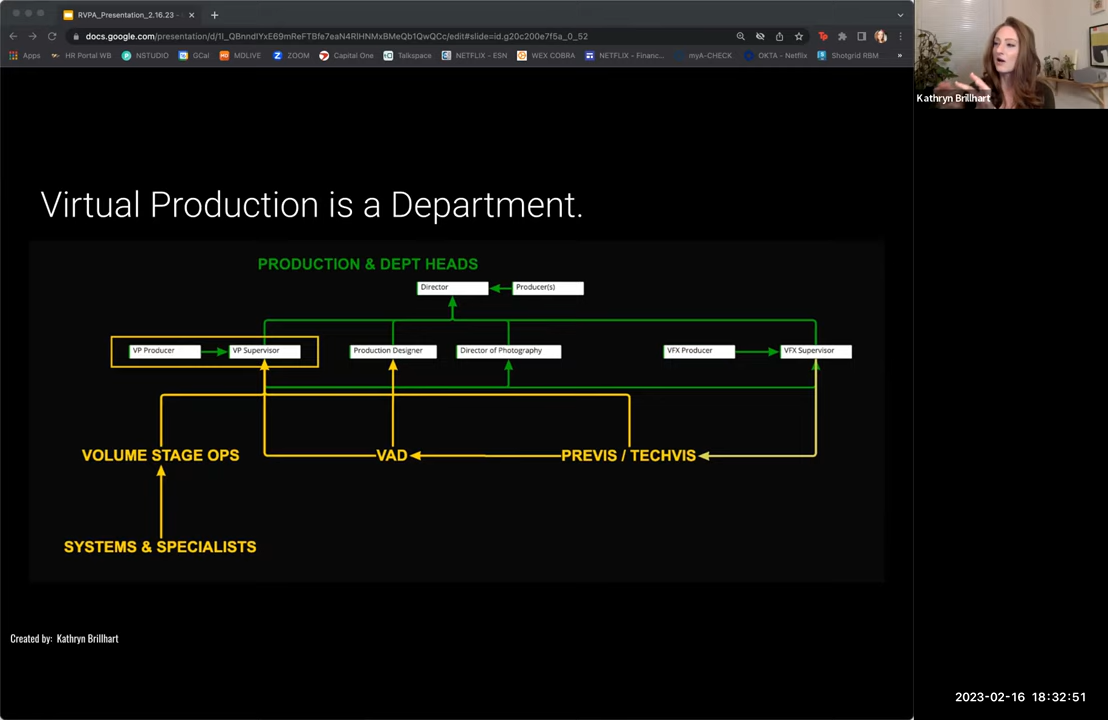 RVPA_Presentation_2.16.23 -
docs.google.com/presentation/d/1l_QBnndIYxE69mReFTBfe7eaN4RIHNMxBMeQb1QwQCc/edit#slide=id.g20c200e7f5a_0_52
Apps HR Portal WB NSTUDIO GCal MDLIVE ZOOM Capital One Talkspace NETFLIX - ESN WEX COBRA NETFLIX - Financ... myA-CHECK OKTA - Netflix Shotgrid RBM »
Kathryn Brillhart
Virtual Production is a Department.
PRODUCTION & DEPT HEADS
Director Producer(s)
VP Producer VP Supervisor Production Designer Director of Photography VFX Producer VFX Supervisor
VOLUME STAGE OPS VAD PREVIS / TECHVIS
SYSTEMS & SPECIALISTS
Created by: Kathryn Brillhart
2023-02-16 18:32:51